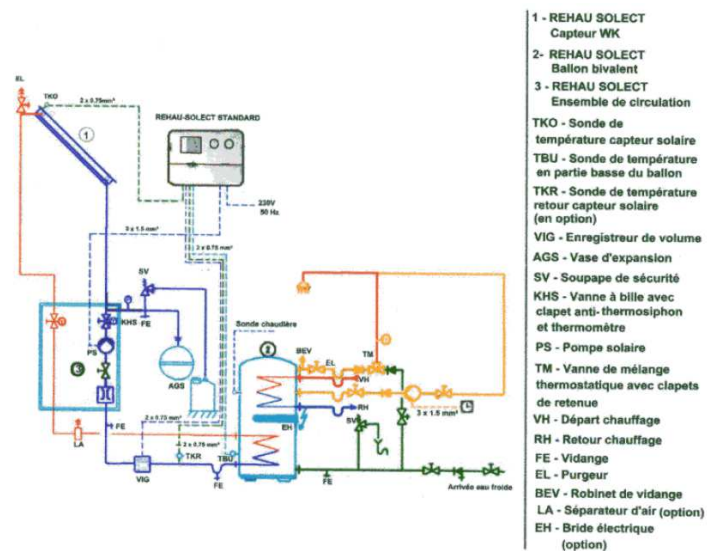 EL
TKO
2 x 0.75mm²
1
REHAU-SOLECT STANDARD
220V
50 Hz
3 x 1.5 mm²
2 x 0.75 mm²
SV
KHS
FE
PS
3
AGS
Sonde chaudière
2
BEV
EL
TM
VH
RH
3 x 1.5 mm²
SV
EH
2 x 0.75 mm²
FE
LA
2 x 0.75 mm²
TKR
TBU
VIG
FE
FE
Arrivée eau froide
1 - REHAU SOLECT
Capteur WK
2- REHAU SOLECT
Ballon bivalent
3 - REHAU SOLECT
Ensemble de circulation
TKO - Sonde de
température capteur solaire
TBU - Sonde de température
en partie basse du ballon
TKR - Sonde de température
retour capteur solaire
(en option)
VIG - Enregistreur de volume
AGS - Vase d'expansion
SV - Soupape de sécurité
KHS - Vanne à bille avec
clapet anti-thermosiphon
et thermomètre
PS - Pompe solaire
TM - Vanne de mélange
thermostatique avec clapets
de retenue
VH - Départ chauffage
RH - Retour chauffage
FE - Vidange
EL - Purgeur
BEV - Robinet de vidange
LA - Séparateur d'air (option)
EH - Bride électrique
(option)